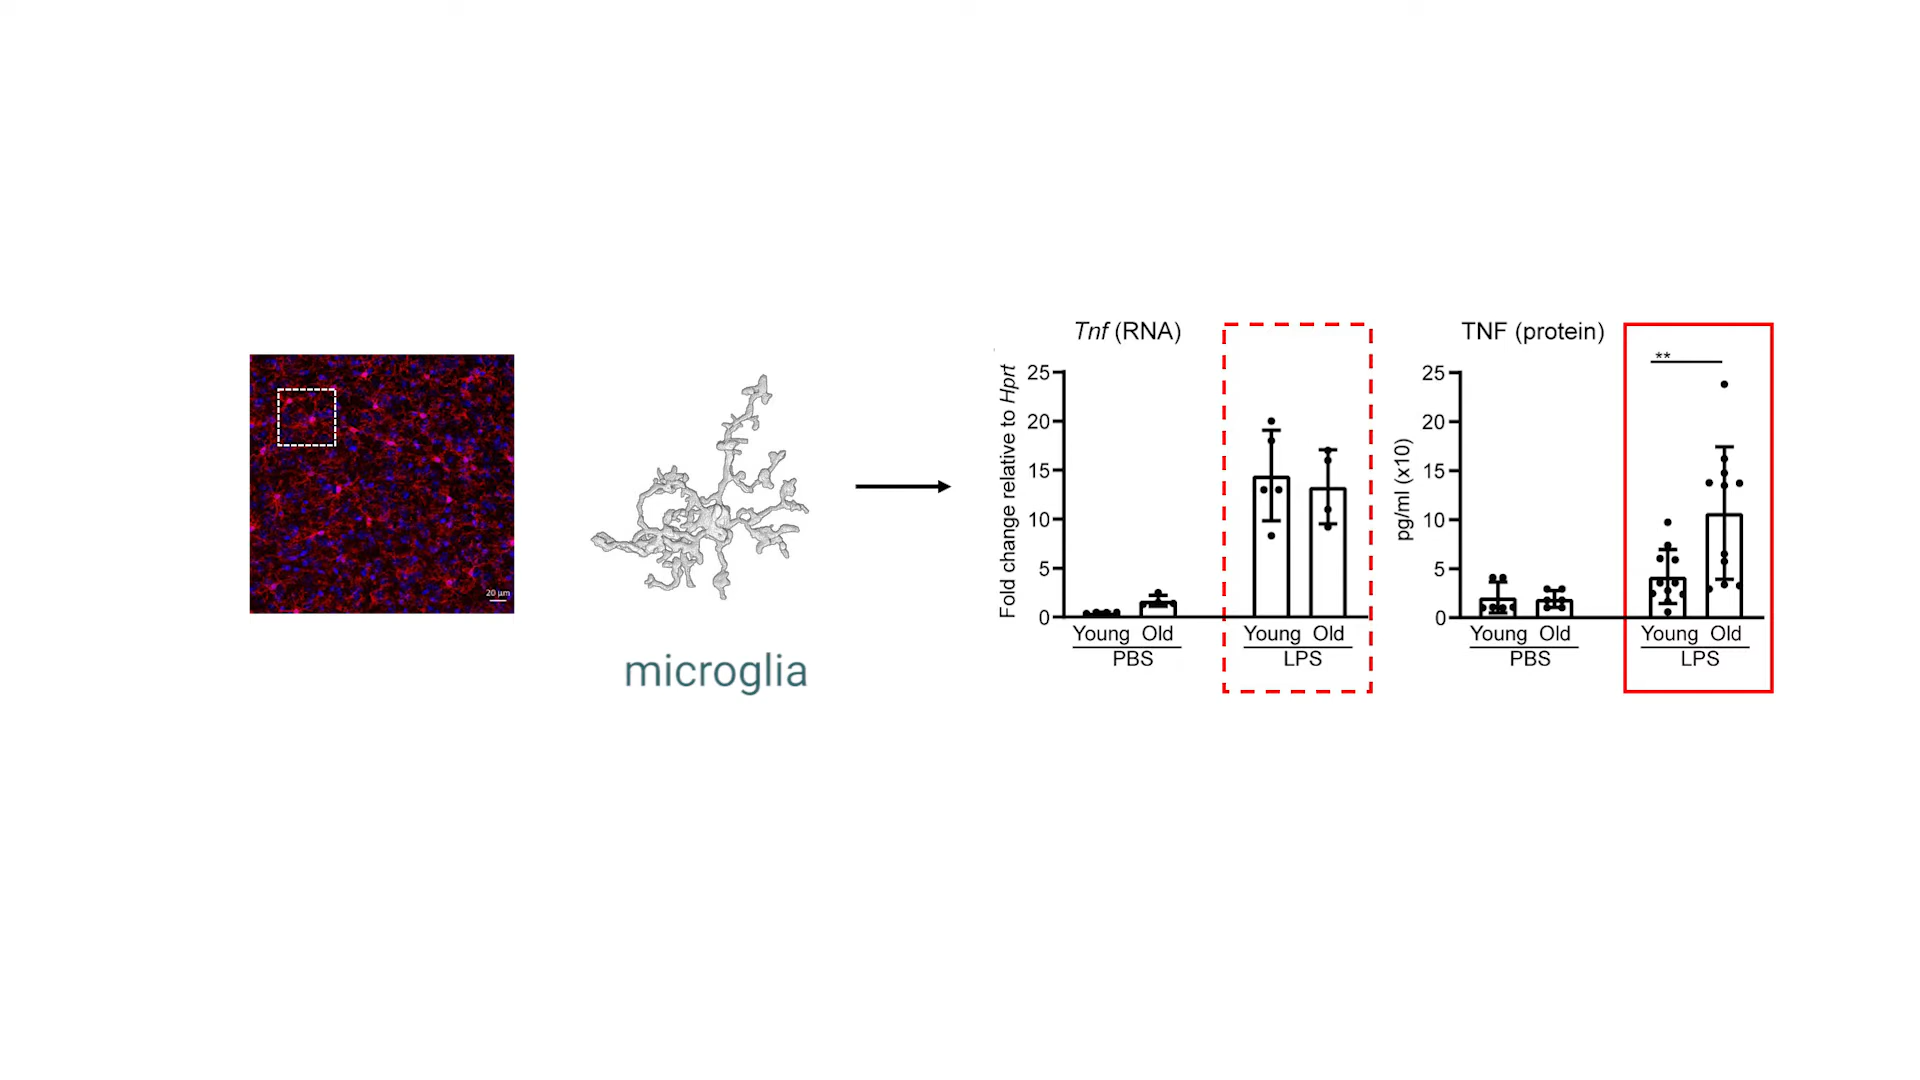 20 µm
microglia
Tnf (RNA)
Fold change relative to Hprt
25
20
15
10
5
0
Young Old
PBS
Young Old
LPS
TNF (protein)
pg/ml (x10)
25
20
15
10
5
0
**
Young Old
PBS
Young Old
LPS